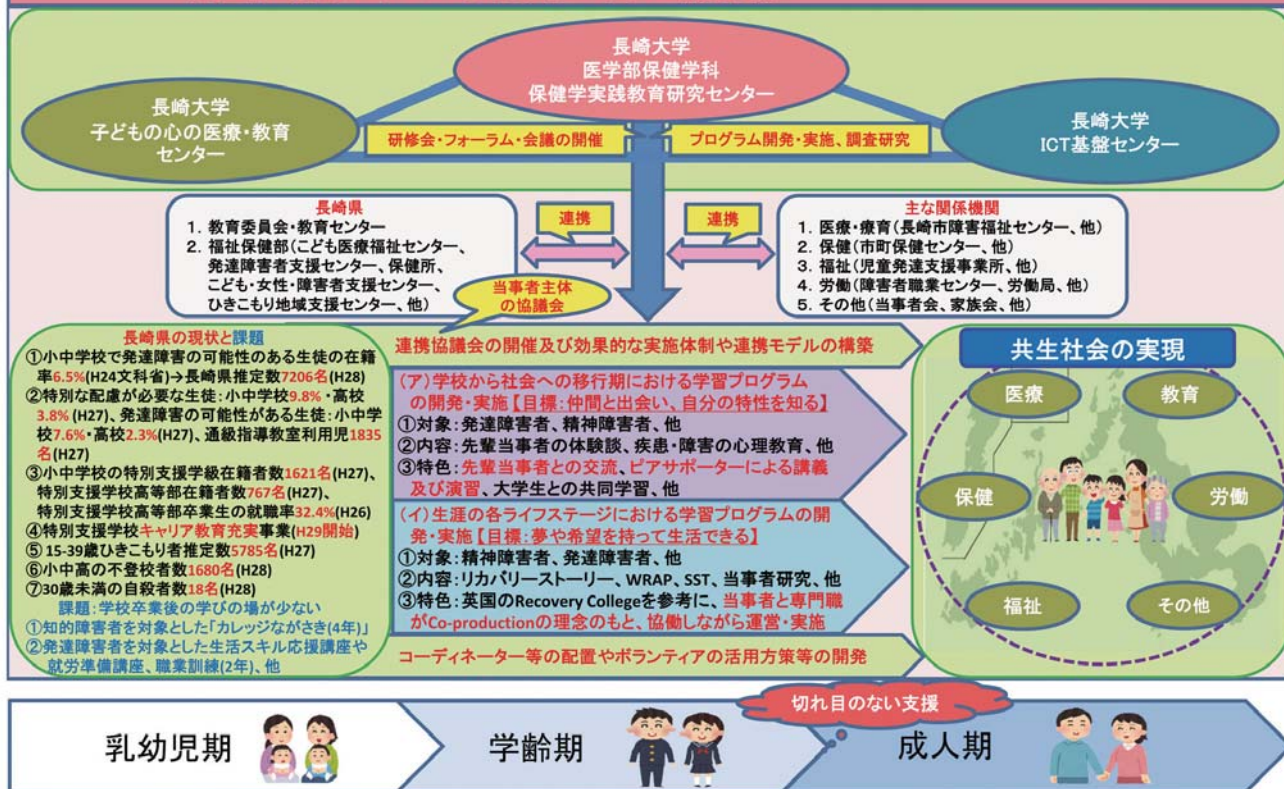 長崎大学
医学部保健学科
保健学実践教育研究センター
長崎大学
子どもの心の医療・教育
センター
長崎大学
ICT基盤センター
研修会・フォーラム・会議の開催
プログラム開発・実施、調査研究
長崎県
1. 教育委員会・教育センター
2. 福祉保健部(こども医療福祉センター、
発達障害者支援センター、保健所、
こども・女性・障害者支援センター、
ひきこもり地域支援センター、他)
連携
連携
主な関係機関
1. 医療・療育(長崎市障害福祉センター、他)
2. 保健(市町保健センター、他)
3. 福祉(児童発達支援事業所、他)
4. 労働(障害者職業センター、労働局、他)
5. その他(当事者会、家族会、他)
当事者主体
の協議会
長崎県の現状と課題
①小中学校で発達障害の可能性のある生徒の在籍
率6.5%(H24文科省)→長崎県推定数7206名(H28)
②特別な配慮が必要な生徒:小中学校9.8%・高校
3.8%(H27)、発達障害の可能性がある生徒:小中学
校7.6%・高校2.3%(H27)、通級指導教室利用児1835
名(H27)
③小中学校の特別支援学級在籍者数1621名(H27)、
特別支援学校高等部在籍者数767名(H27)、
特別支援学校高等部卒業生の就職率32.4%(H26)
④特別支援学校キャリア教育充実事業(H29開始)
⑤15-39歳ひきこもり者推定数5785名(H27)
⑥小中高の不登校者数1680名(H28)
⑦30歳未満の自殺者数18名(H28)
課題:学校卒業後の学びの場が少ない
①知的障害者を対象とした「カレッジながさき(4年)」
②発達障害者を対象とした生活スキル応援講座や
就労準備講座、職業訓練(2年)、他
連携協議会の開催及び効果的な実施体制や連携モデルの構築
(ア)学校から社会への移行期における学習プログラム
の開発・実施【目標:仲間と出会い、自分の特性を知る】
①対象:発達障害者、精神障害者、他
②内容:先輩当事者の体験談、疾患・障害の心理教育、他
③特色:先輩当事者との交流、ピアサポーターによる講義
及び演習、大学生との共同学習、他
(イ)生涯の各ライフステージにおける学習プログラムの開
発・実施【目標:夢や希望を持って生活できる】
①対象:精神障害者、発達障害者、他
②内容:リカバリーストーリー、WRAP、SST、当事者研究、他
③特色:英国のRecovery Collegeを参考に、当事者と専門職
がCo-productionの理念のもと、協働しながら運営・実施
コーディネーター等の配置やボランティアの活用方策等の開発
共生社会の実現
医療
教育
保健
労働
福祉
その他
切れ目のない支援
乳幼児期
学齢期
成人期